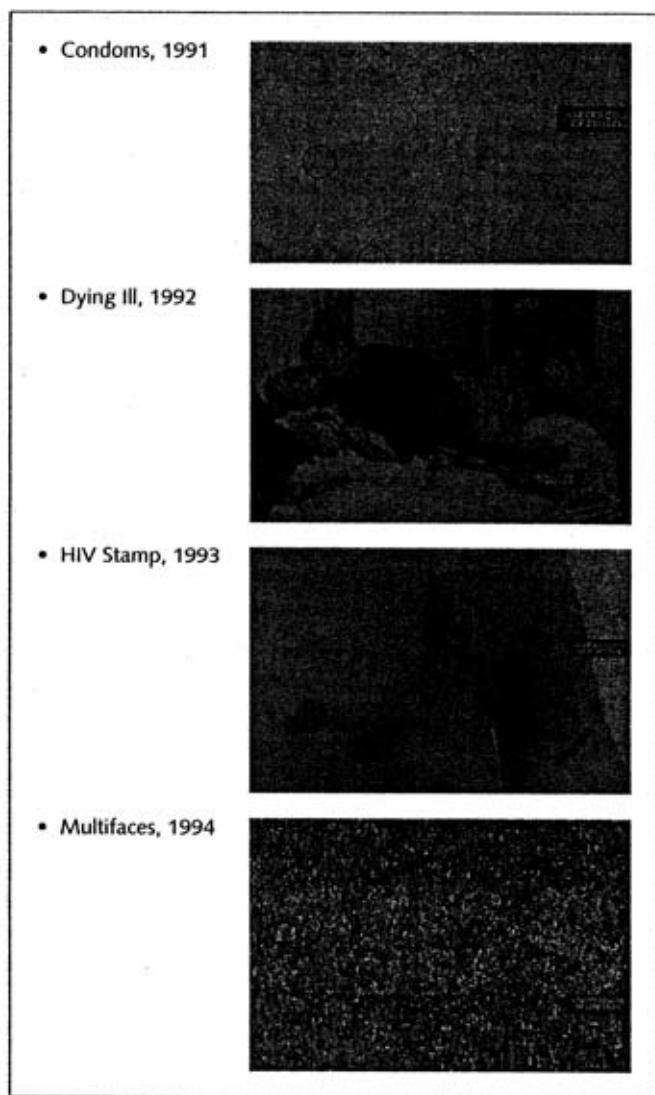 • Condoms, 1991
• Dying Ill, 1992
• HIV Stamp, 1993
• Multifaces, 1994